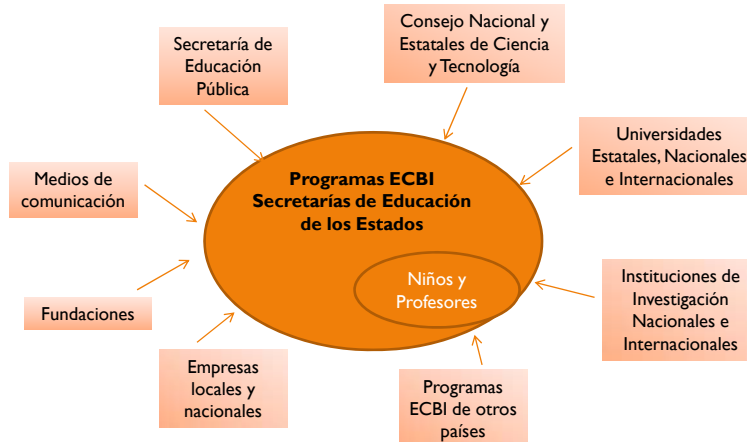 Consejo Nacional y
Estatales de Ciencia
y Tecnología
Secretaría de
Educación
Pública
Universidades
Estatales, Nacionales
e Internacionales
Medios de
comunicación
Programas ECBI
Secretarías de Educación
de los Estados
Niños y
Profesores
Instituciones de
Investigación
Nacionales e
Internacionales
Fundaciones
Empresas
locales y
nacionales
Programas
ECBI de otros
países